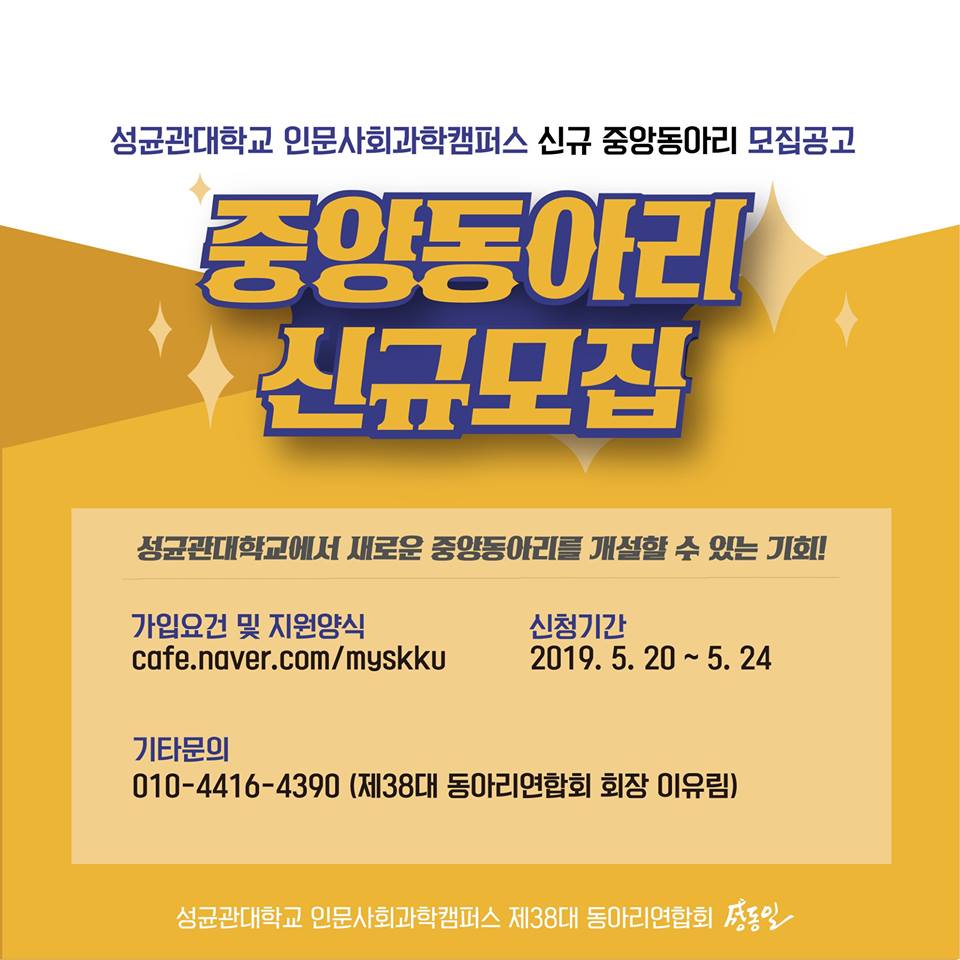 성균관대학교 인문사회과학캠퍼스 신규 중앙동아리 모집공고
중앙동아리
신규모집
성균관대학교에서 새로운 중앙동아리를 개설할 수 있는 기회!
가입요건 및 지원양식
cafe.naver.com/myskku
신청기간
2019. 5. 20 ~ 5. 24
기타문의
010-4416-4390 (제38대 동아리연합회 회장 이유림)
성균관대학교 인문사회과학캠퍼스 제38대 동아리연합회 성동일